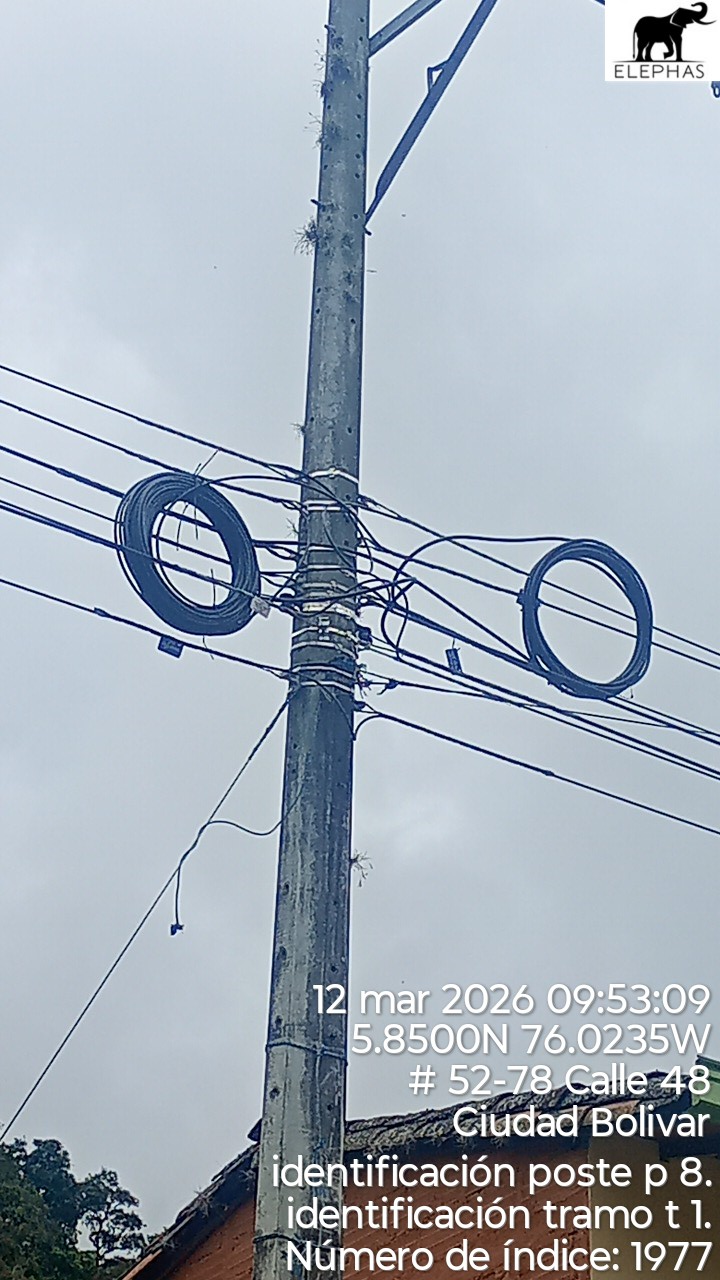 ELEPHAS
12 mar 2026 09:53:09
5.8500N 76.0235W
# 52-78 Calle 48
Ciudad Bolivar
identificación poste p 8.
identificación tramo t 1.
Número de índice: 1977